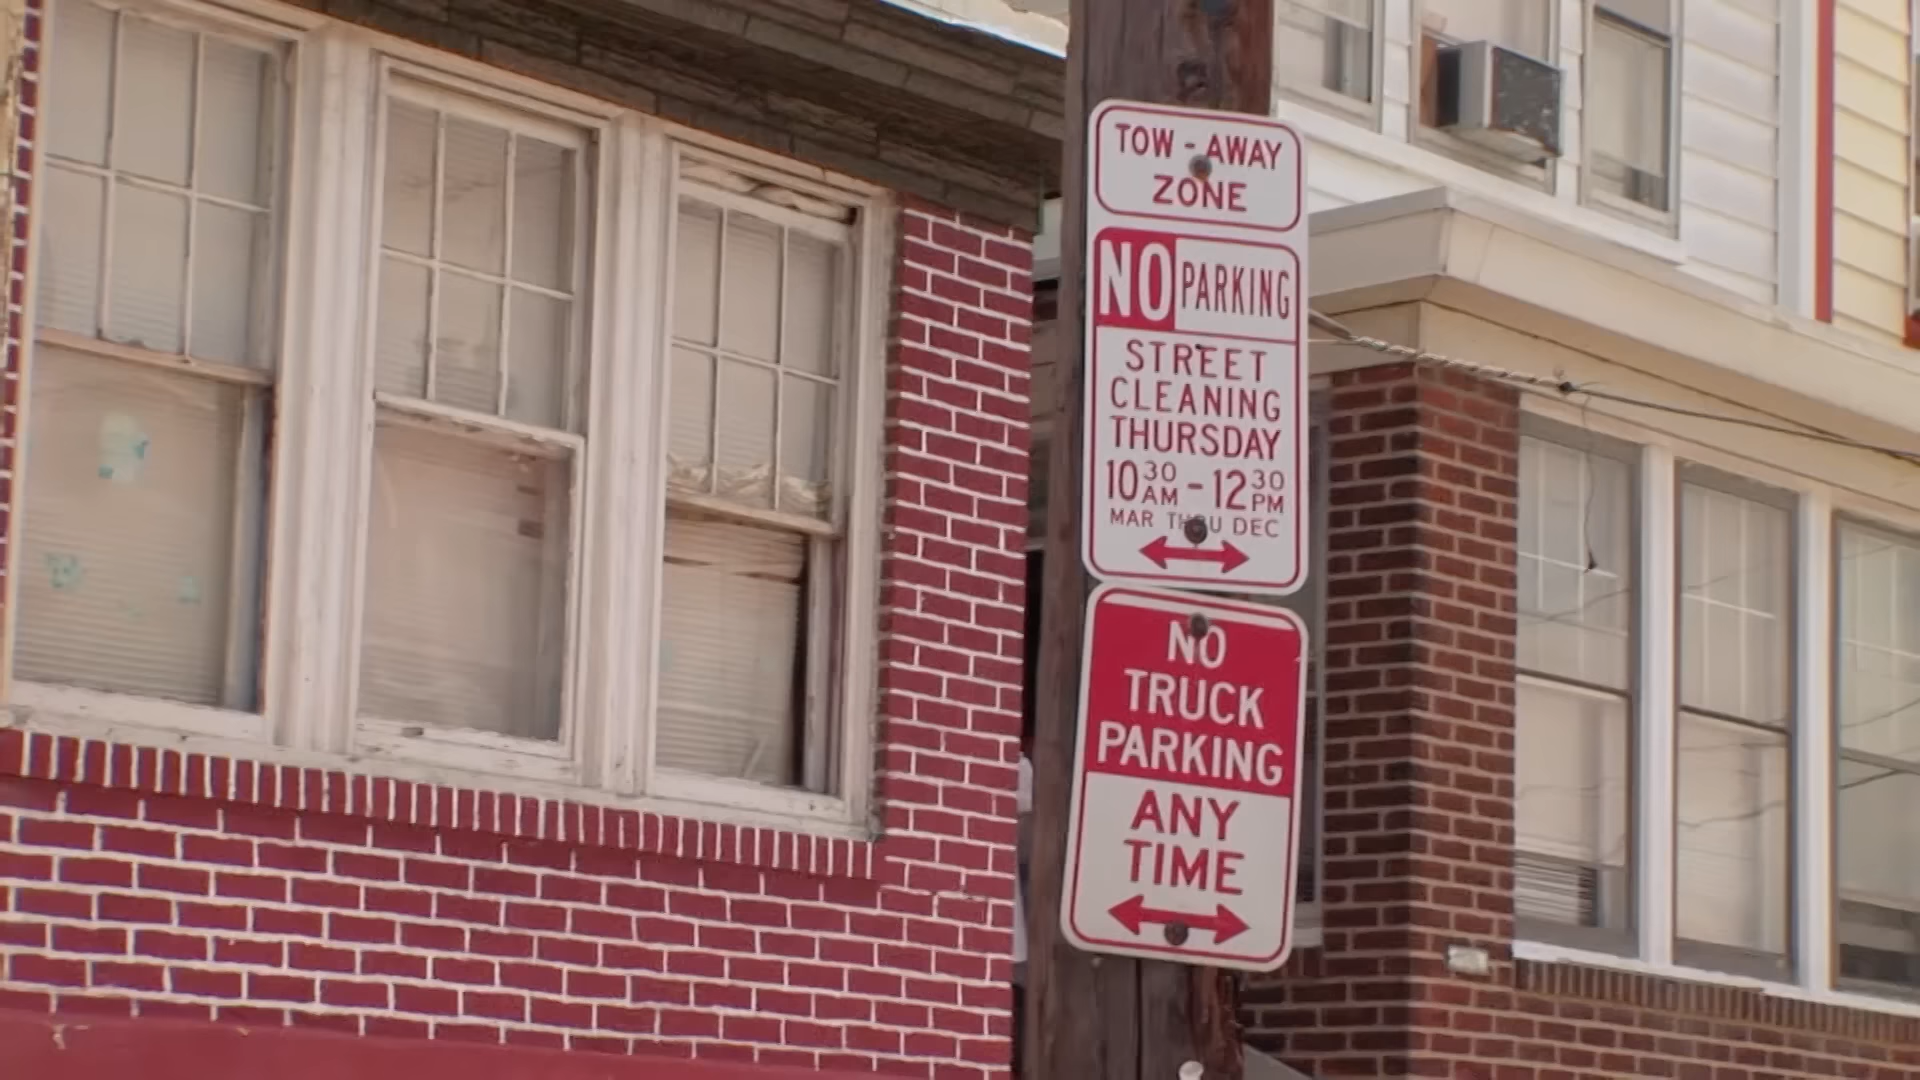 TOW - AWAY
ZONE
NO PARKING
STREET
CLEANING
THURSDAY
10 30 AM - 12 30 PM
MAR THRU DEC
NO
TRUCK
PARKING
ANY
TIME